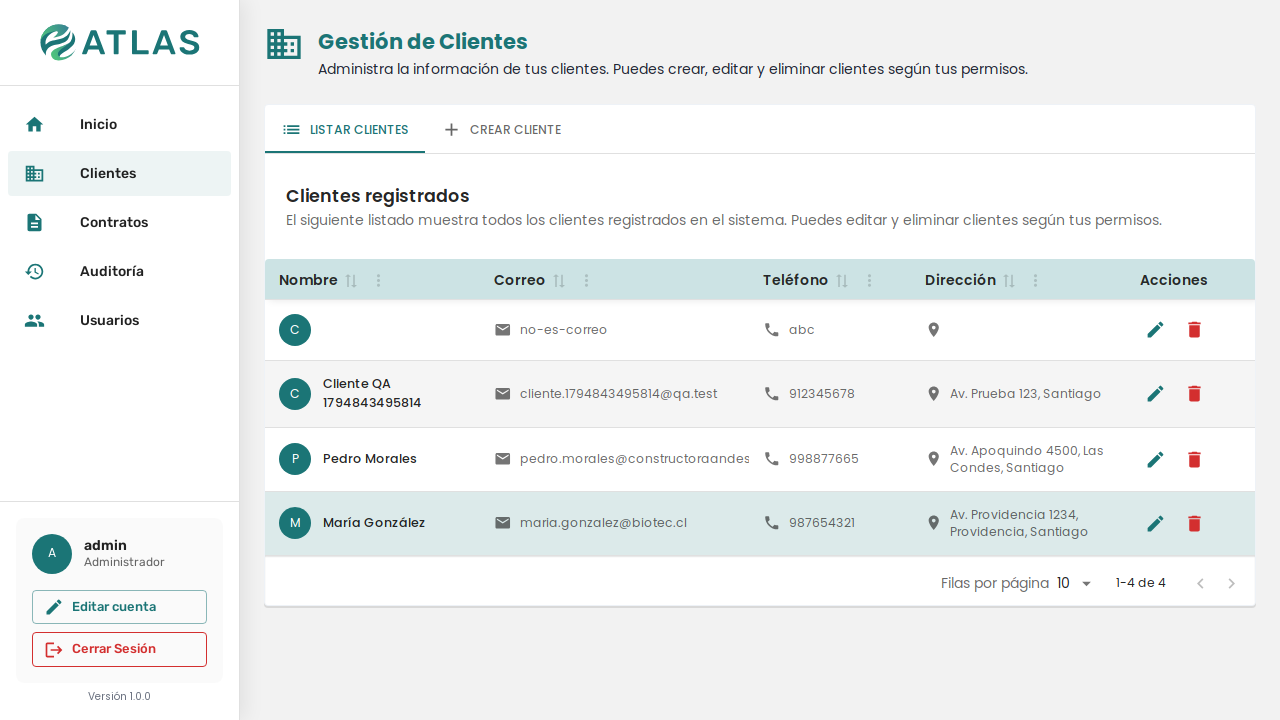 ATLAS
Inicio
Clientes
Contratos
Auditoría
Usuarios
A
admin
Administrador
Editar cuenta
Cerrar Sesión
Versión 1.0.0
Gestión de Clientes
Administra la información de tus clientes. Puedes crear, editar y eliminar clientes según tus permisos.
LISTAR CLIENTES
CREAR CLIENTE
Clientes registrados
El siguiente listado muestra todos los clientes registrados en el sistema. Puedes editar y eliminar clientes según tus permisos.
Nombre Correo Teléfono Dirección Acciones
C no-es-correo abc
C Cliente QA 1794843495814 cliente.1794843495814@qa.test 912345678 Av. Prueba 123, Santiago
P Pedro Morales pedro.morales@constructoraandes 998877665 Av. Apoquindo 4500, Las Condes, Santiago
M María González maria.gonzalez@biotec.cl 987654321 Av. Providencia 1234, Providencia, Santiago
Filas por página 10 1-4 de 4